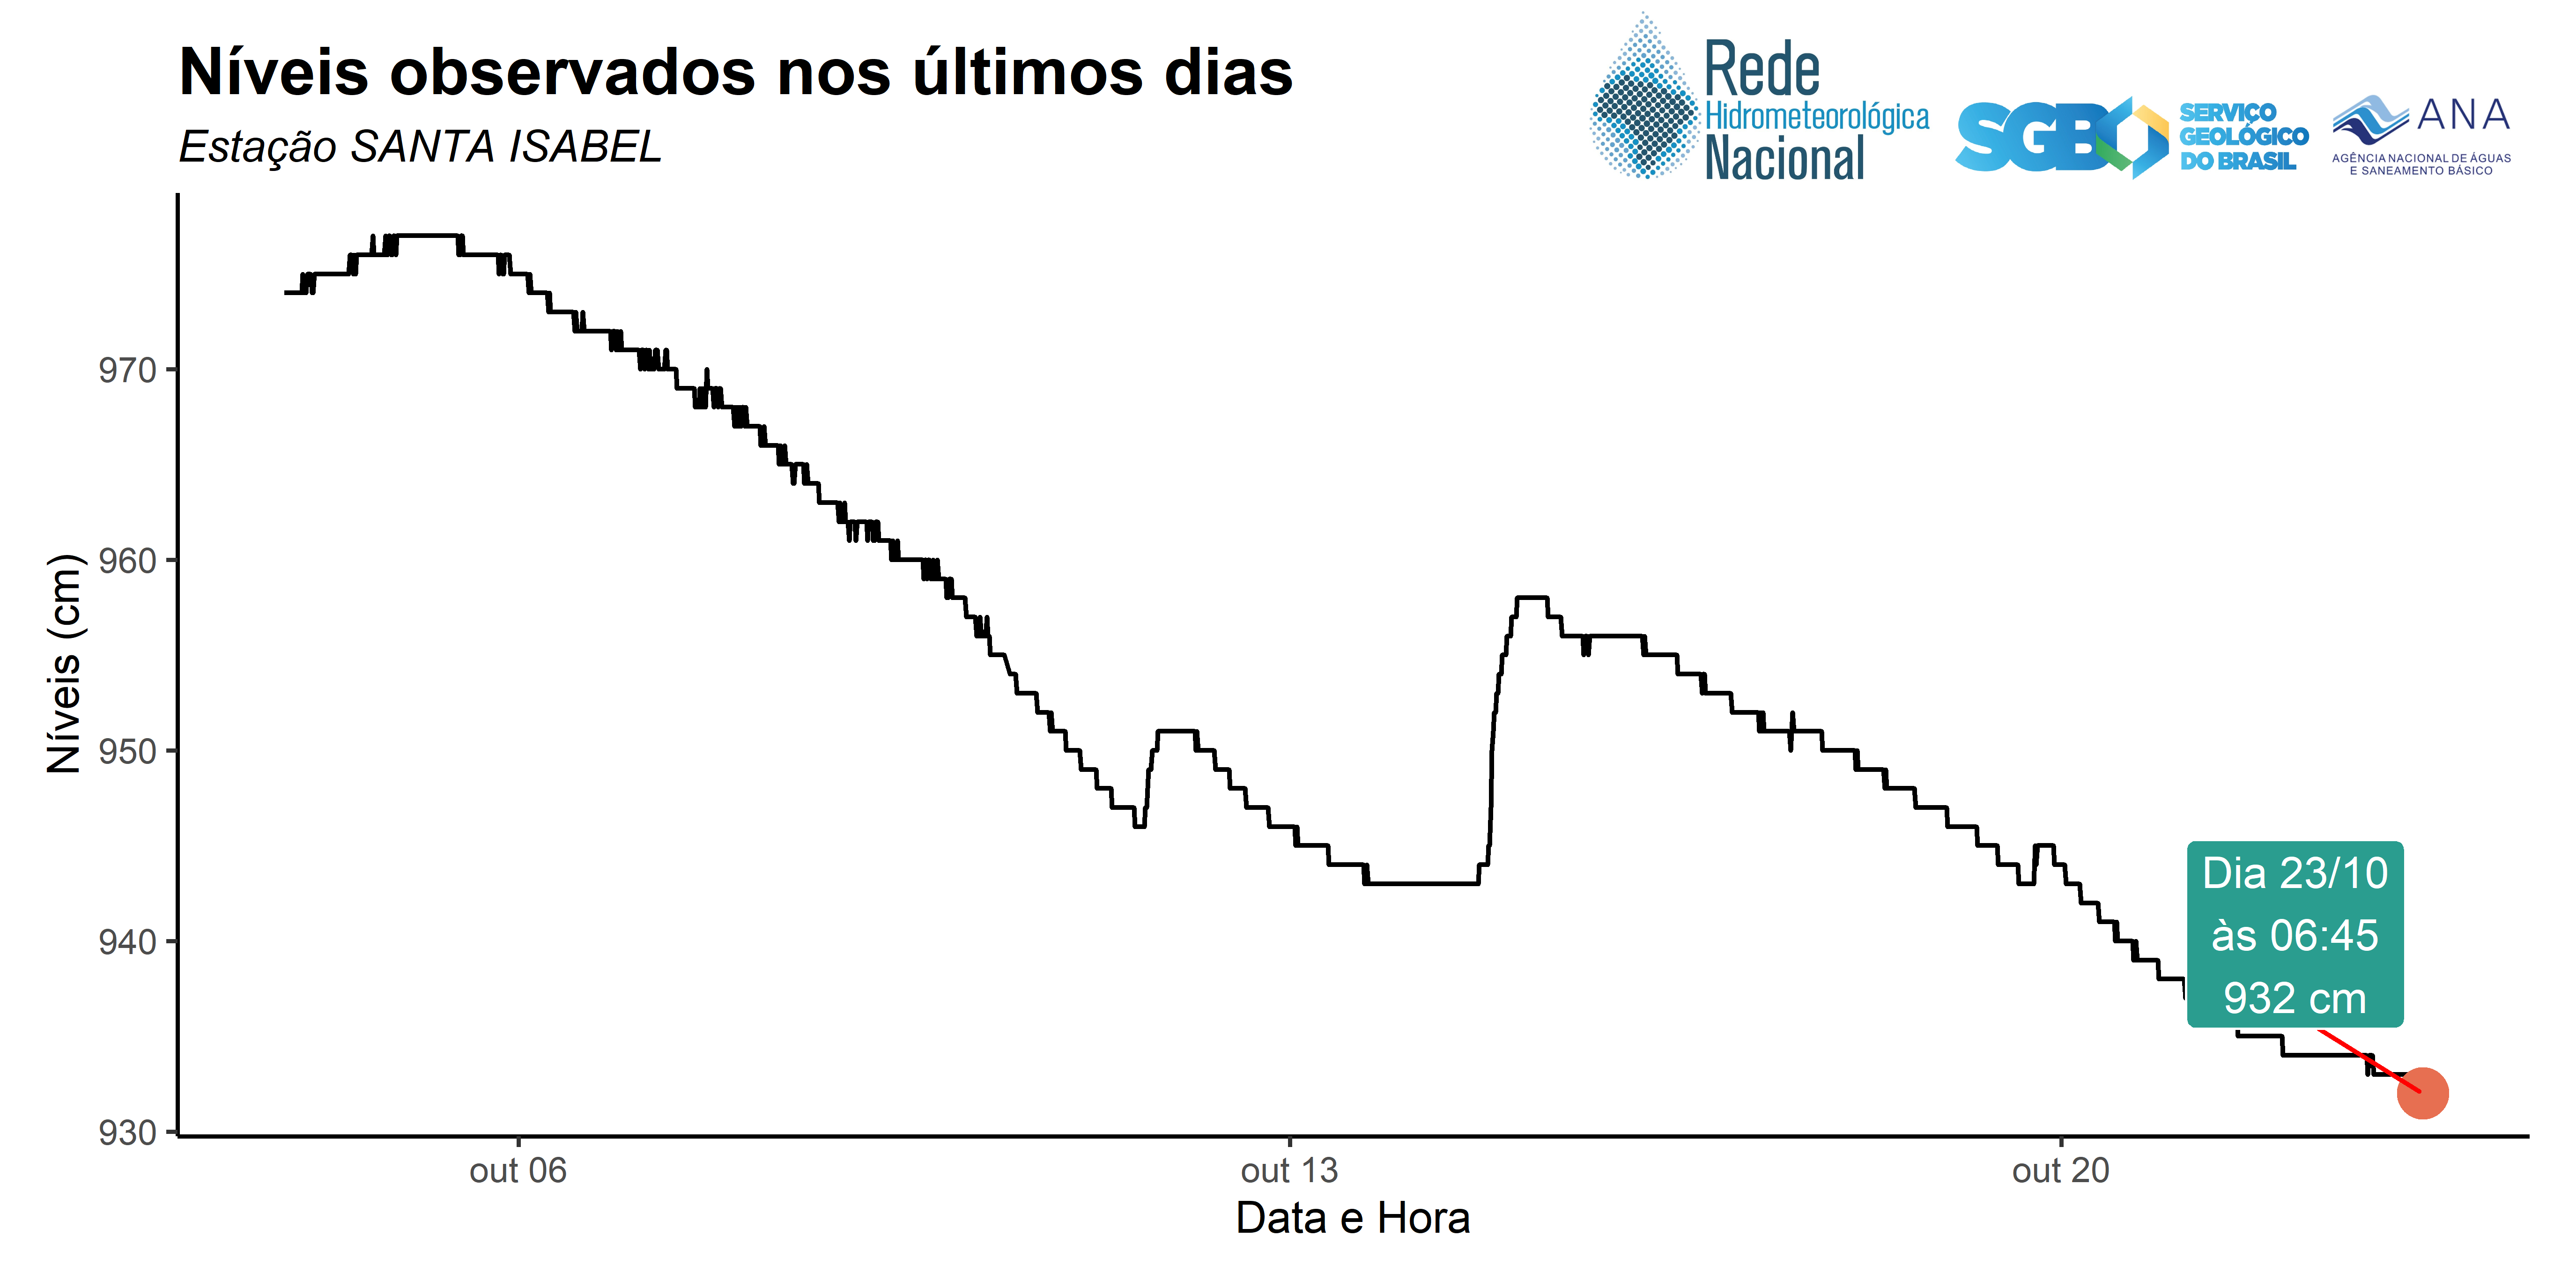 Níveis observados nos últimos dias
Estação SANTA ISABEL
Rede
Hidrometeorológica
Nacional
SGB
SERVIÇO
GEOLÓGICO
DO BRASIL
ANA
AGÊNCIA NACIONAL DE ÁGUAS
E SANEAMENTO BÁSICO
Níveis (cm)
970
960
950
940
930
Dia 23/10
às 06:45
932 cm
out 06
out 13
out 20
Data e Hora